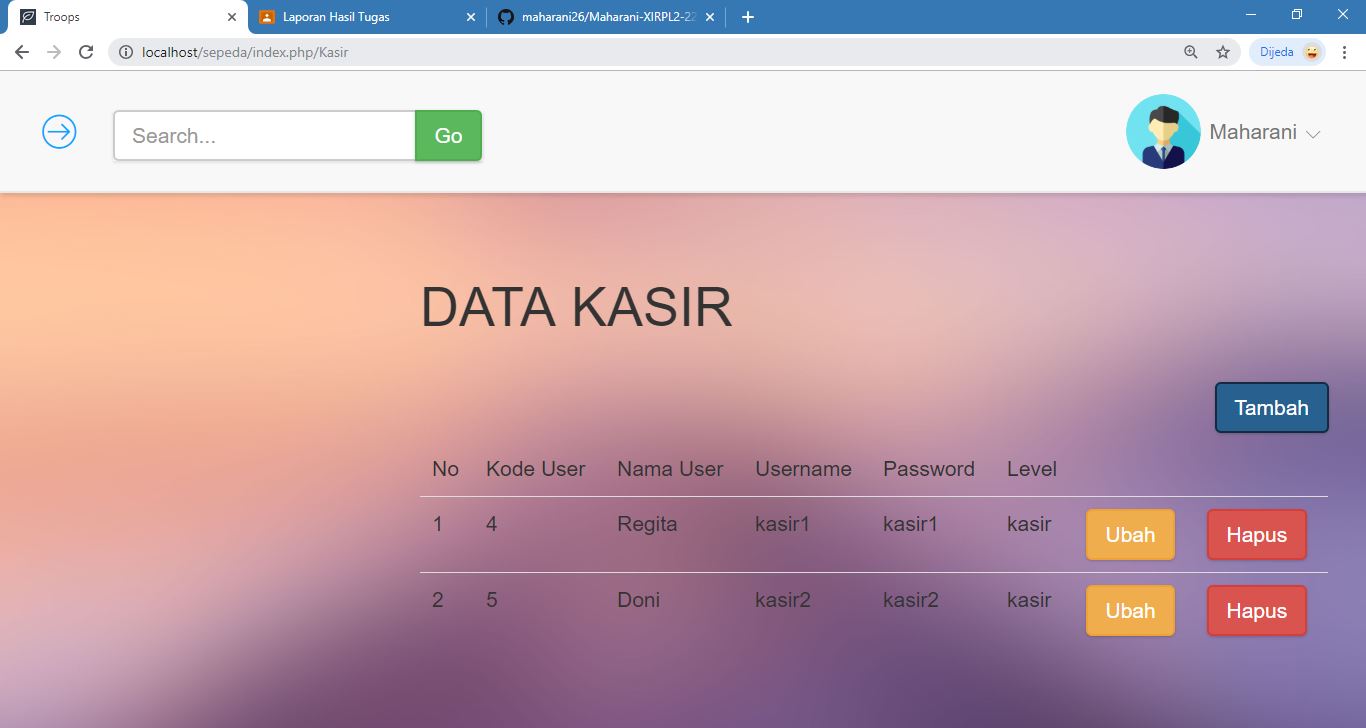 Troops
Laporan Hasil Tugas
maharani26/Maharani-XIRPL2-22
localhost/sepeda/index.php/Kasir
Dijeda
Search...
Go
Maharani
DATA KASIR
Tambah
No Kode User Nama User Username Password Level
1 4 Regita kasir1 kasir1 kasir Ubah Hapus
2 5 Doni kasir2 kasir2 kasir Ubah Hapus